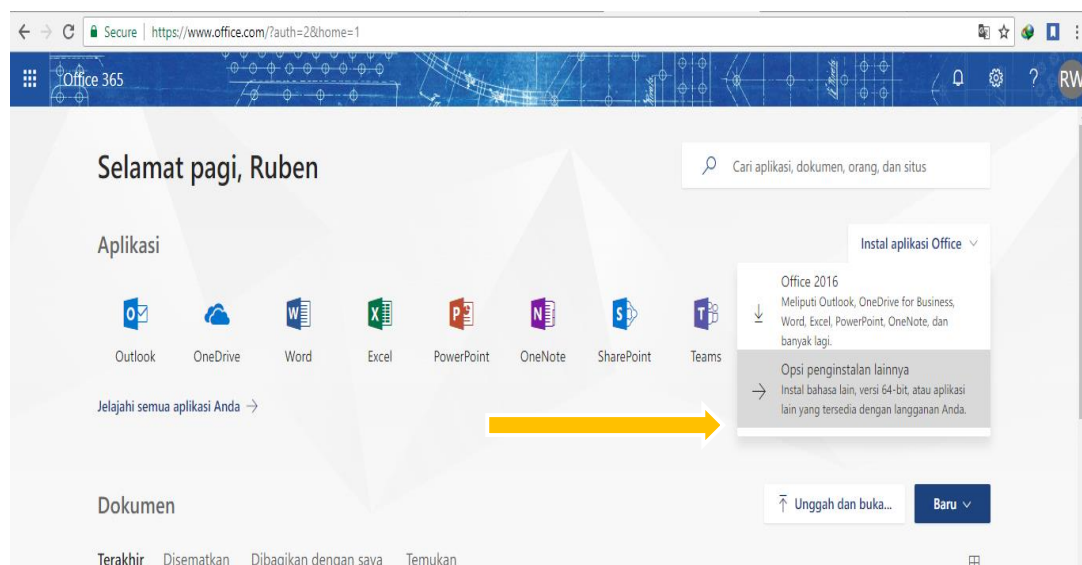 Secure | https://www.office.com/?auth=2&home=1
Office 365
? RW
Selamat pagi, Ruben
Cari aplikasi, dokumen, orang, dan situs
Aplikasi
Instal aplikasi Office
Office 2016
Meliputi Outlook, OneDrive for Business,
Word, Excel, PowerPoint, OneNote, dan
banyak lagi.
Outlook OneDrive Word Excel PowerPoint OneNote SharePoint Teams
Opsi penginstalan lainnya
Instal bahasa lain, versi 64-bit, atau aplikasi
lain yang tersedia dengan langganan Anda.
Jelajahi semua aplikasi Anda →
Dokumen
Unggah dan buka...
Baru
Terakhir Disematkan Dibagikan dengan saya Temukan